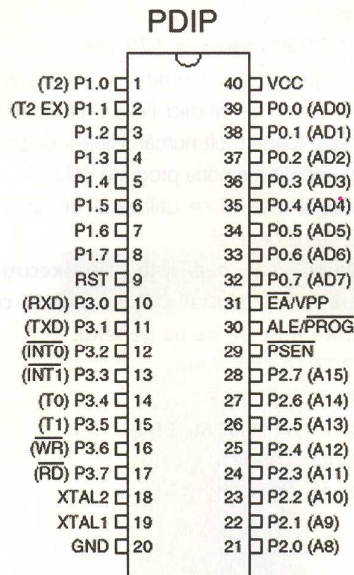 PDIP
(T2) P1.0 1 40 VCC
(T2 EX) P1.1 2 39 P0.0 (AD0)
P1.2 3 38 P0.1 (AD1)
P1.3 4 37 P0.2 (AD2)
P1.4 5 36 P0.3 (AD3)
P1.5 6 35 P0.4 (AD4)
P1.6 7 34 P0.5 (AD5)
P1.7 8 33 P0.6 (AD6)
RST 9 32 P0.7 (AD7)
(RXD) P3.0 10 31 E̅A̅/VPP
(TXD) P3.1 11 30 ALE/P̅R̅O̅G̅
(I̅N̅T̅0̅) P3.2 12 29 P̅S̅E̅N̅
(I̅N̅T̅1̅) P3.3 13 28 P2.7 (A15)
(T0) P3.4 14 27 P2.6 (A14)
(T1) P3.5 15 26 P2.5 (A13)
(W̅R̅) P3.6 16 25 P2.4 (A12)
(R̅D̅) P3.7 17 24 P2.3 (A11)
XTAL2 18 23 P2.2 (A10)
XTAL1 19 22 P2.1 (A9)
GND 20 21 P2.0 (A8)